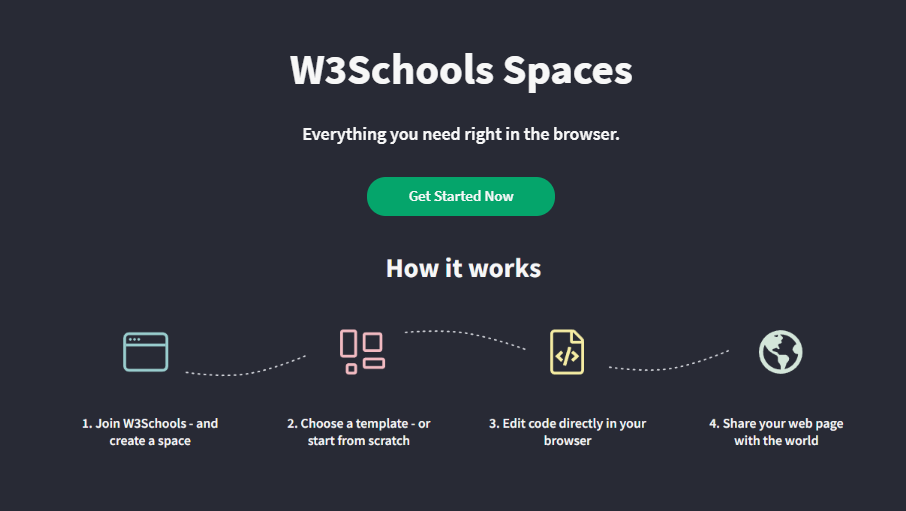 W3Schools Spaces
Everything you need right in the browser.
Get Started Now
How it works
1. Join W3Schools - and
create a space
2. Choose a template - or
start from scratch
3. Edit code directly in your
browser
4. Share your web page
with the world